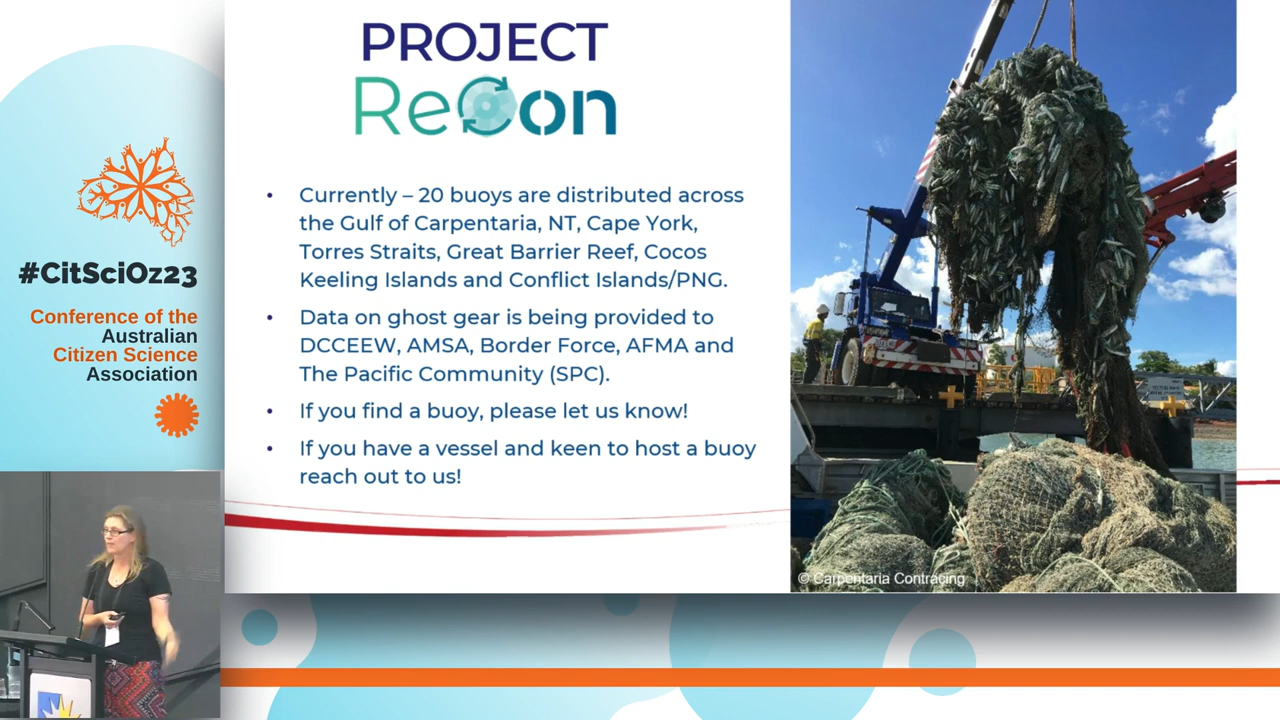 PROJECT
ReCon
• Currently – 20 buoys are distributed across
the Gulf of Carpentaria, NT, Cape York,
Torres Straits, Great Barrier Reef, Cocos
Keeling Islands and Conflict Islands/PNG.
• Data on ghost gear is being provided to
DCCEEW, AMSA, Border Force, AFMA and
The Pacific Community (SPC).
• If you find a buoy, please let us know!
• If you have a vessel and keen to host a buoy
reach out to us!
#CitSciOz23
Conference of the
Australian
Citizen Science
Association
© Carpentaria Contracing